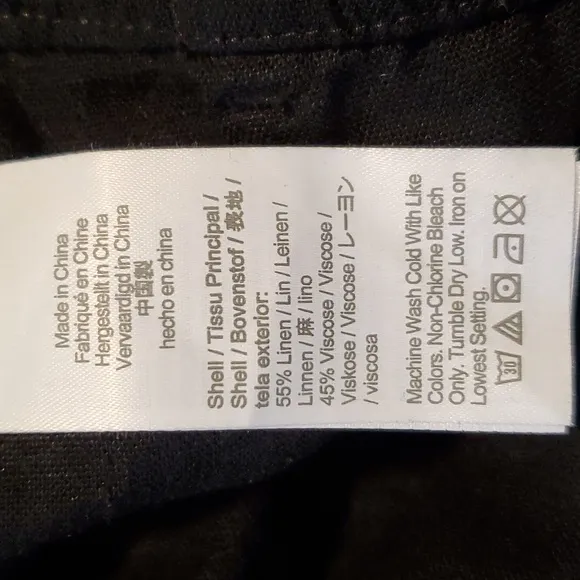 Made in China
Fabriqué en Chine
Hergestellt in China
Vervaardigd in China
中国製
hecho en china
Shell / Tissu Principal /
Shell / Bovenstof / 表地 /
tela exterior:
55% Linen / Lin / Leinen /
Linnen / 麻 / lino
45% Viscose / Viscose /
Viskose / Viscose / レーヨン
/ viscosa
Machine Wash Cold With Like
Colors. Non-Chlorine Bleach
Only. Tumble Dry Low. Iron on
Lowest Setting.
30